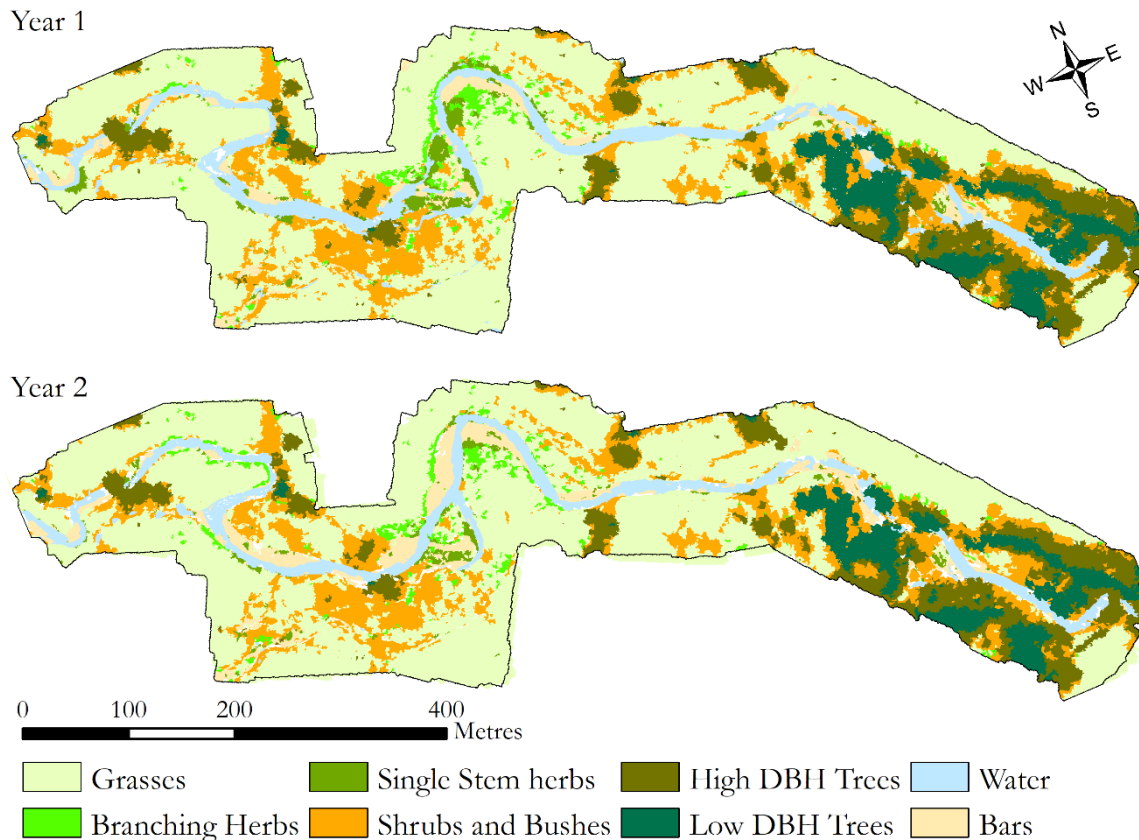 Year 1
N
W E
S
Year 2
0 100 200 400
Metres
Grasses Single Stem herbs High DBH Trees Water
Branching Herbs Shrubs and Bushes Low DBH Trees Bars